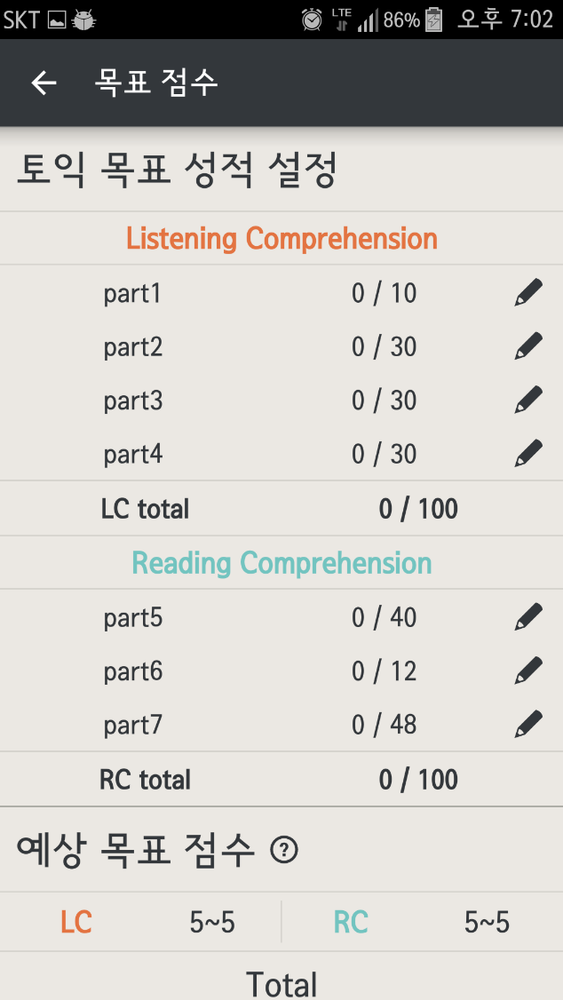 SKT LTE 86% 오후 7:02
목표 점수
토익 목표 성적 설정
Listening Comprehension
part1 0 / 10
part2 0 / 30
part3 0 / 30
part4 0 / 30
LC total 0 / 100
Reading Comprehension
part5 0 / 40
part6 0 / 12
part7 0 / 48
RC total 0 / 100
예상 목표 점수 ?
LC 5~5 RC 5~5
Total